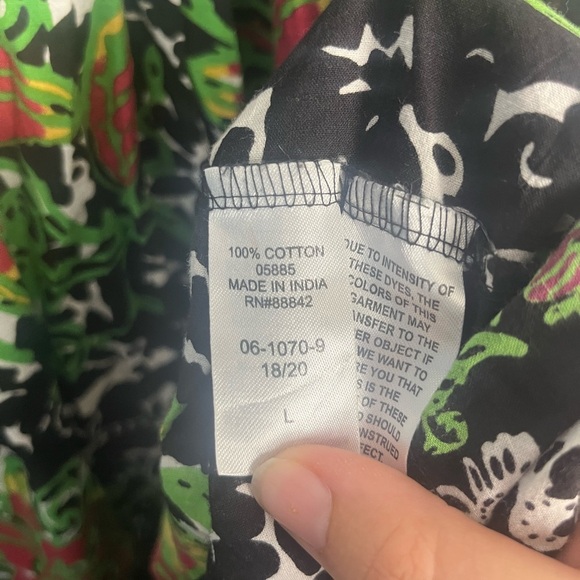 100% COTTON
05885
MADE IN INDIA
RN#88842
06-1070-9
18/20
L
DUE TO INTENSITY OF
THESE DYES, THE
COLORS OF THIS
GARMENT MAY
TO THE
OBJECT IF
WE WANT TO
YOU THAT
IS THE
OF THESE
SHOULD